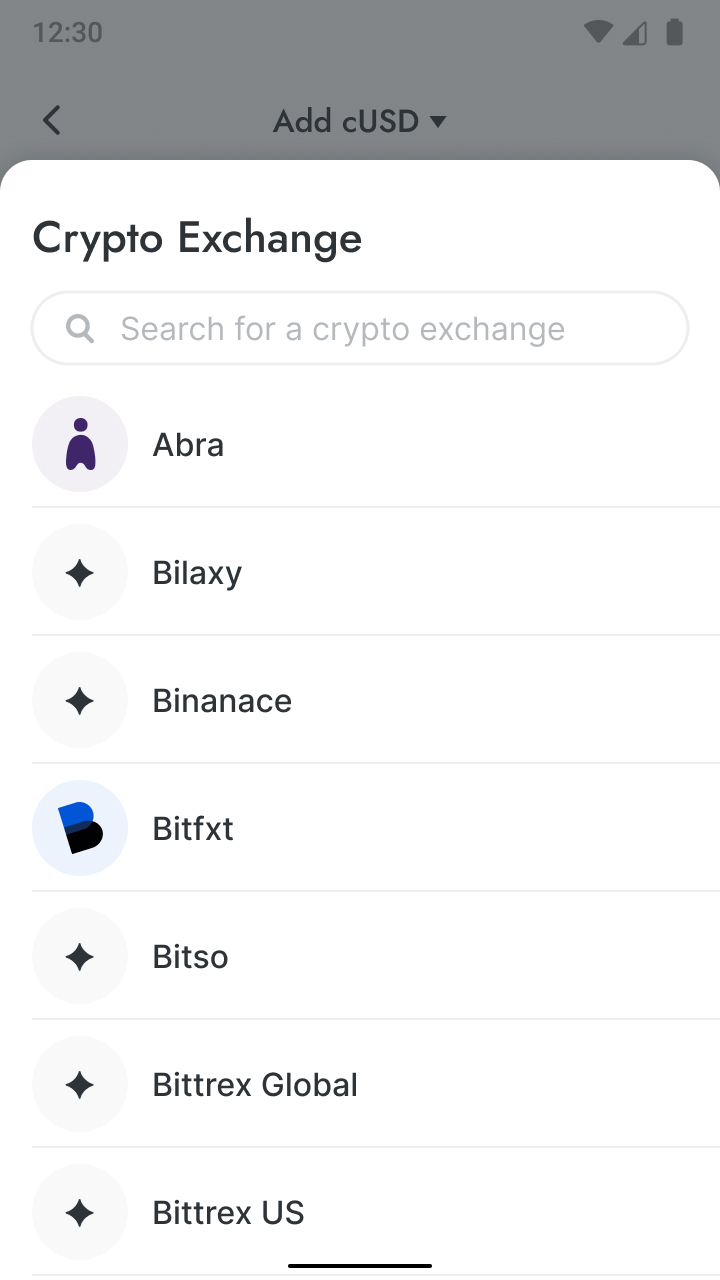 12:30
Add cUSD
Crypto Exchange
Search for a crypto exchange
Abra
Bilaxy
Binanace
Bitfxt
Bitso
Bittrex Global
Bittrex US